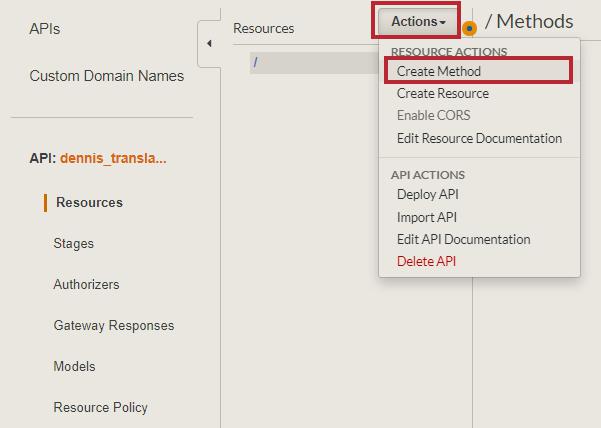 APIs
Custom Domain Names
API: dennis_transla...
Resources
Stages
Authorizers
Gateway Responses
Models
Resource Policy
Resources
/
Actions
/ Methods
RESOURCE ACTIONS
Create Method
Create Resource
Enable CORS
Edit Resource Documentation
API ACTIONS
Deploy API
Import API
Edit API Documentation
Delete API